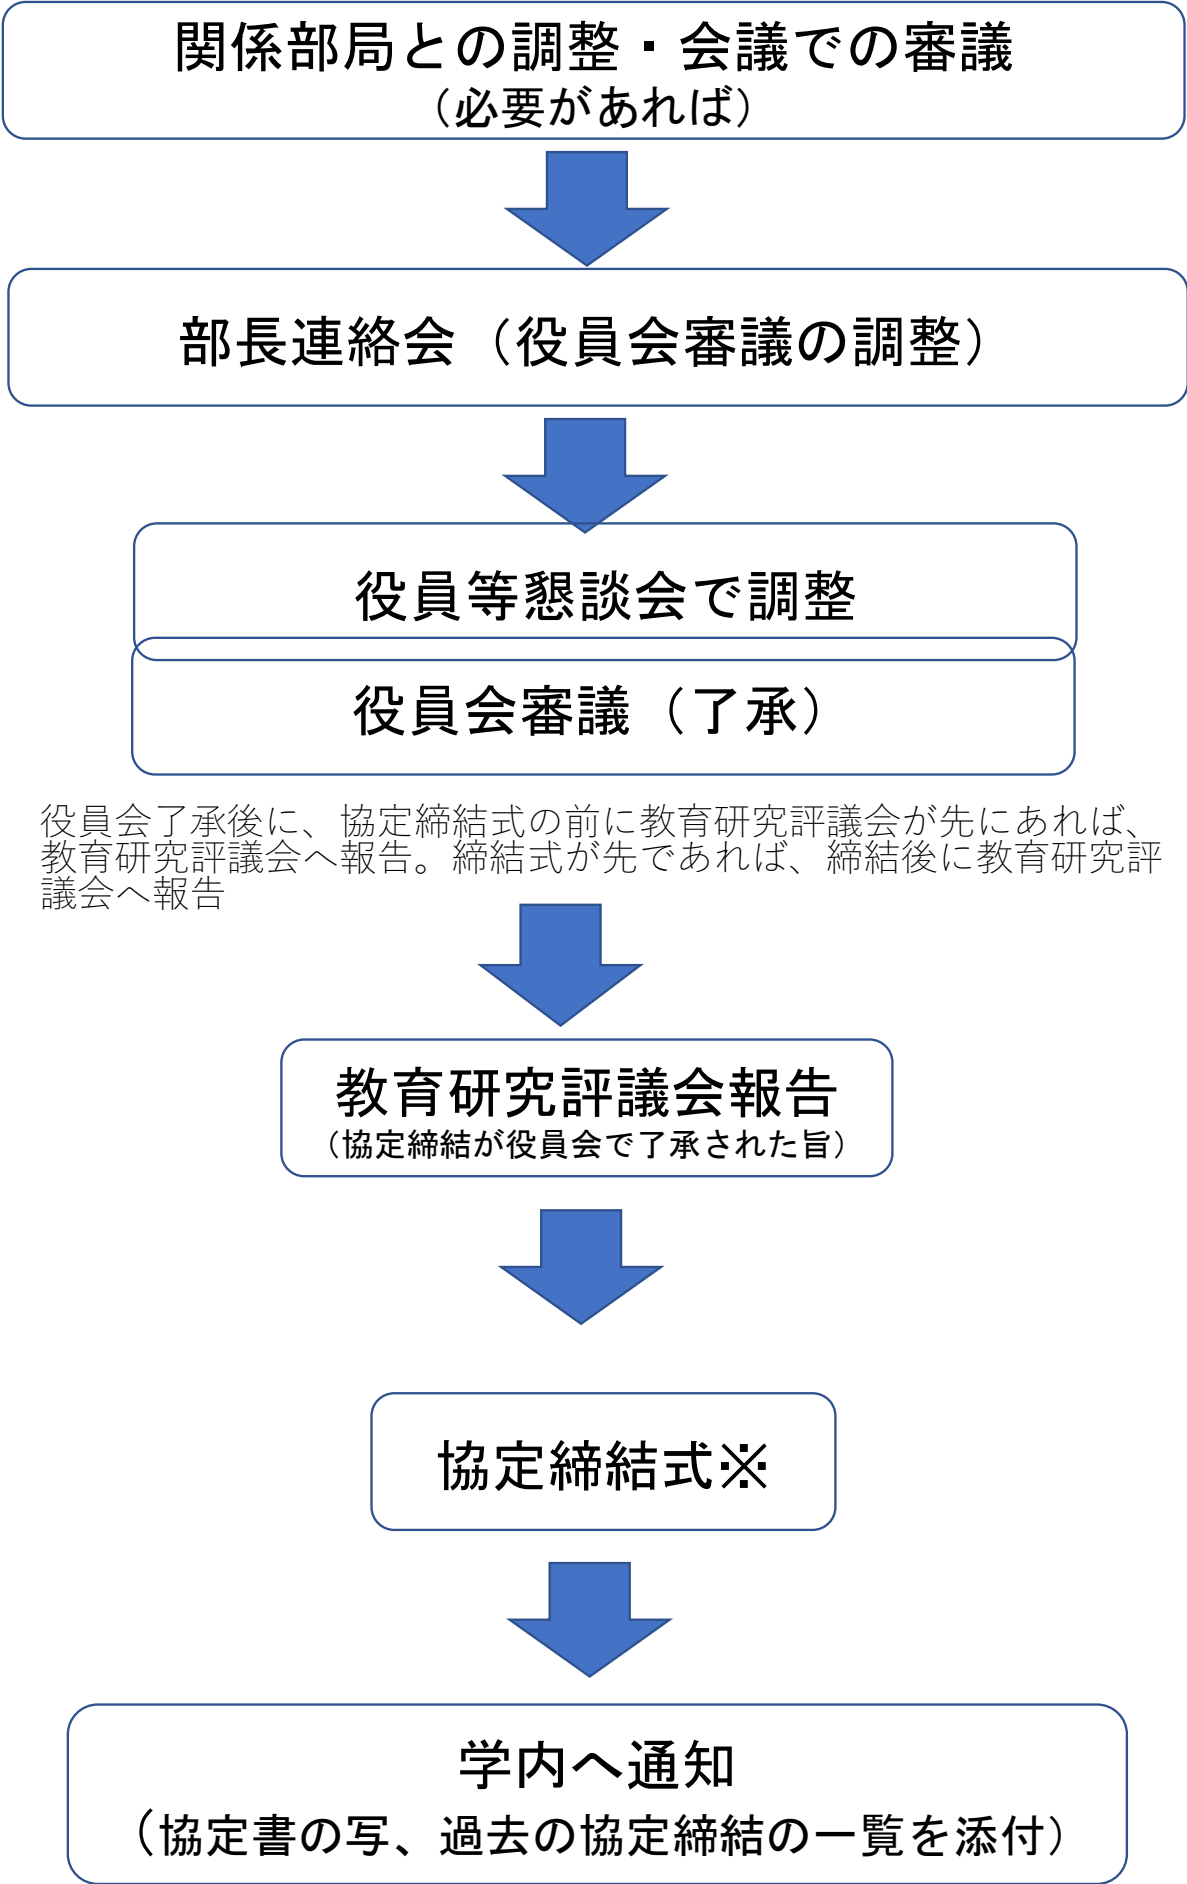 関係部局との調整・会議での審議
（必要があれば）
部長連絡会（役員会審議の調整）
役員等懇談会で調整
役員会審議（了承）
役員会了承後に、協定締結式の前に教育研究評議会が先にあれば、
教育研究評議会へ報告。締結式が先であれば、締結後に教育研究評
議会へ報告
教育研究評議会報告
（協定締結が役員会で了承された旨）
協定締結式※
学内へ通知
（協定書の写、過去の協定締結の一覧を添付）